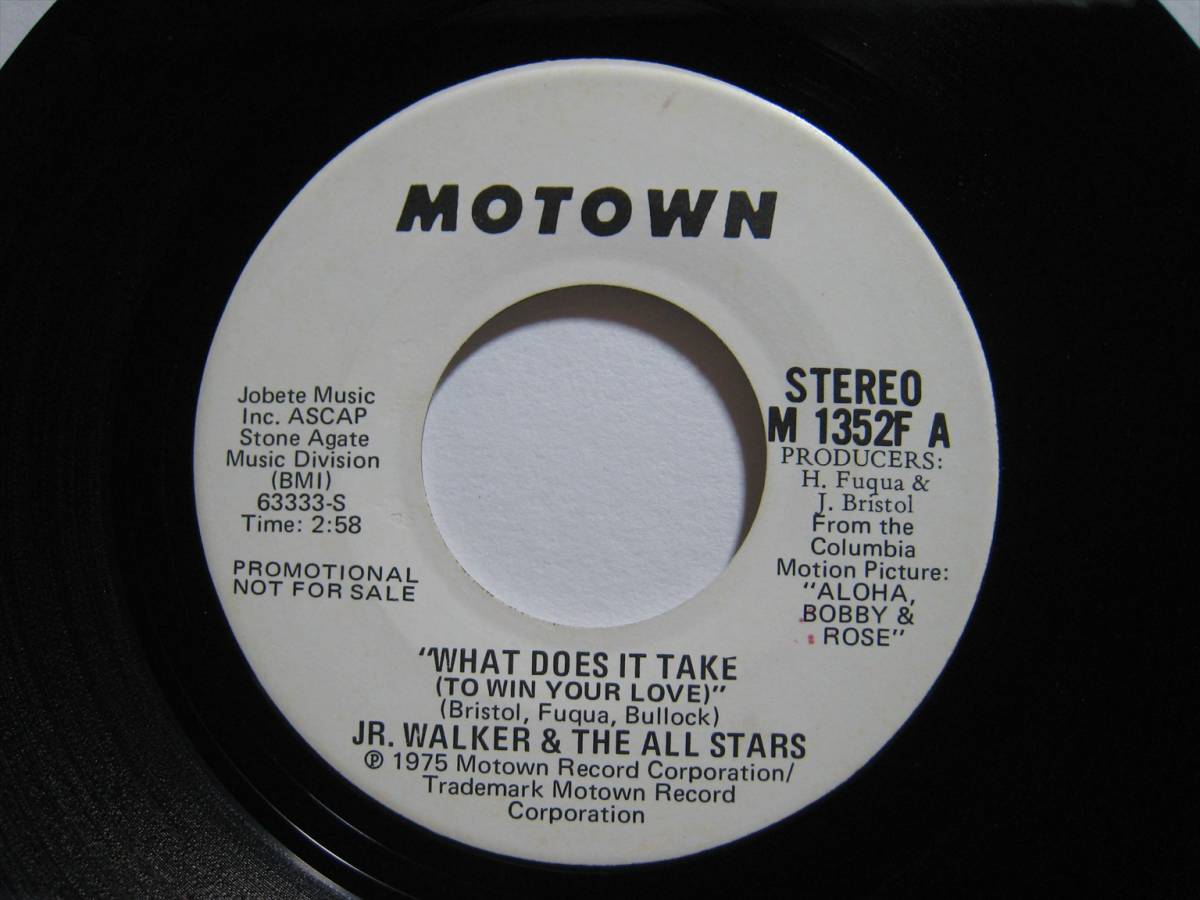 MOTOWN
Jobete Music
Inc. ASCAP
Stone Agate
Music Division
(BMI)
63333-S
Time: 2:58
PROMOTIONAL
NOT FOR SALE
STEREO
M 1352F A
PRODUCERS:
H. Fuqua &
J. Bristol
From the
Columbia
Motion Picture:
"ALOHA,
BOBBY &
ROSE"
"WHAT DOES IT TAKE
(TO WIN YOUR LOVE)"
(Bristol, Fuqua, Bullock)
JR. WALKER & THE ALL STARS
℗ 1975 Motown Record Corporation/
Trademark Motown Record
Corporation